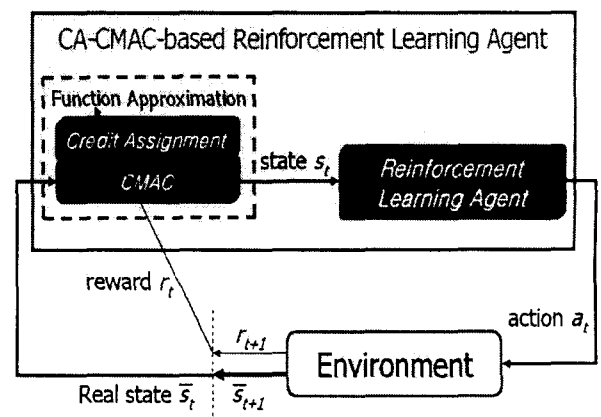 CA-CMAC-based Reinforcement Learning Agent
Function Approximation
Credit Assignment
CMAC
state s_t
Reinforcement
Learning Agent
reward r_t
action a_t
r_{t+1}
Environment
Real state s̅_t
s̅_{t+1}